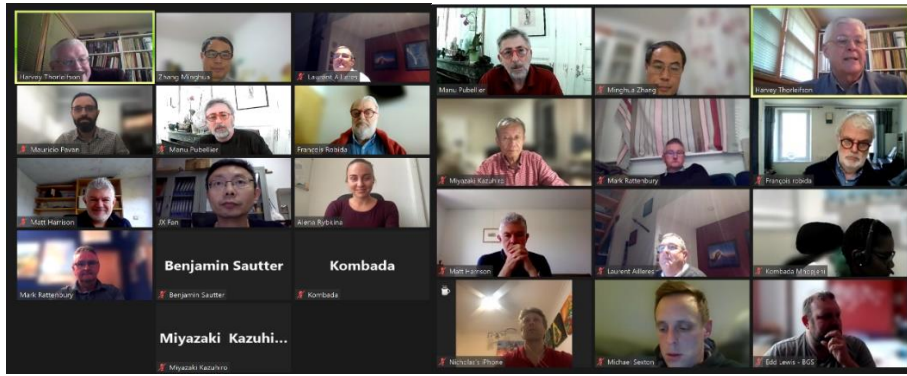 Harvey Thorleifson
Zhang Minghua
Laurent Ailleres
Mauricio Pavan
Manu Pubellier
François Robida
Matt Harrison
JX Fan
Alena Rybkina
Mark Rattenbury
Benjamin Sautter
Benjamin Sautter
Kombada
Kombada
Miyazaki Kazuhi...
Miyazaki Kazuhiro
Manu Pubellier
Minghua Zhang
Harvey Thorleifson
Miyazaki Kazuhiro
Mark Rattenbury
François robida
Matt Harrison
Laurent Ailleres
Kombada
Nicholas's iPhone
Michael Sexton
Edd Lewis - BGS